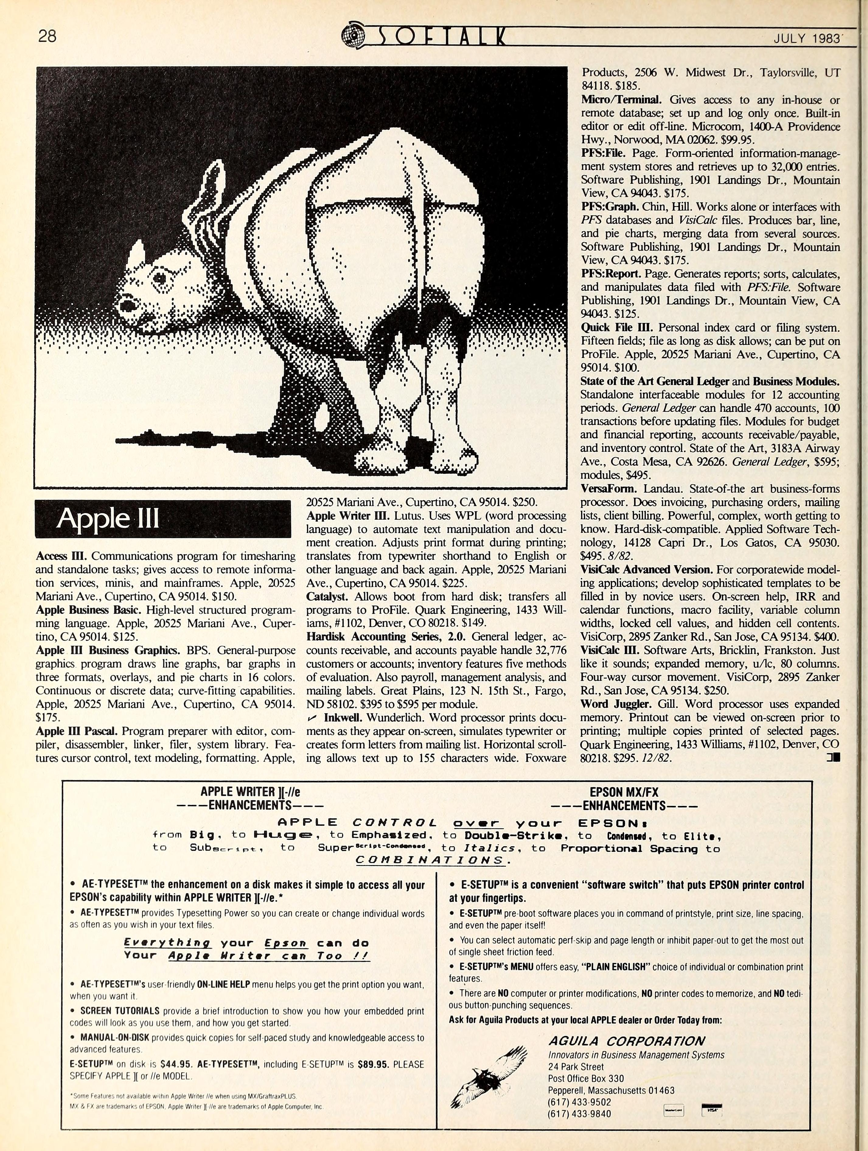 28
SOFTALK
JULY 1983
Apple III
Access III. Communications program for timesharing
and standalone tasks; gives access to remote informa-
tion services, minis, and mainframes. Apple, 20525
Mariani Ave., Cupertino, CA 95014. $150.
Apple Business Basic. High-level structured program-
ming language. Apple, 20525 Mariani Ave., Cuper-
tino, CA 95014. $125.
Apple III Business Graphics. BPS. General-purpose
graphics program draws line graphs, bar graphs in
three formats, overlays, and pie charts in 16 colors.
Continuous or discrete data; curve-fitting capabilities.
Apple, 20525 Mariani Ave., Cupertino, CA 95014.
$175.
Apple III Pascal. Program preparer with editor, com-
piler, disassembler, linker, filer, system library. Fea-
tures cursor control, text modeling, formatting. Apple,
20525 Mariani Ave., Cupertino, CA 95014. $250.
Apple Writer III. Lutus. Uses WPL (word processing
language) to automate text manipulation and docu-
ment creation. Adjusts print format during printing;
translates from typewriter shorthand to English or
other language and back again. Apple, 20525 Mariani
Ave., Cupertino, CA 95014. $225.
Catalyst. Allows boot from hard disk; transfers all
programs to ProFile. Quark Engineering, 1433 Will-
iams, #1102, Denver, CO 80218. $149.
Hardisk Accounting Series, 2.0. General ledger, ac-
counts receivable, and accounts payable handle 32,776
customers or accounts; inventory features five methods
of evaluation. Also payroll, management analysis, and
mailing labels. Great Plains, 123 N. 15th St., Fargo,
ND 58102. $395 to $595 per module.
✓ Inkwell. Wunderlich. Word processor prints docu-
ments as they appear on-screen, simulates typewriter or
creates form letters from mailing list. Horizontal scroll-
ing allows text up to 155 characters wide. Foxware
Products, 2506 W. Midwest Dr., Taylorsville, UT
84118. $185.
Micro/Terminal. Gives access to any in-house or
remote database; set up and log only once. Built-in
editor or edit off-line. Microcom, 1400-A Providence
Hwy., Norwood, MA 02062. $99.95.
PFS:File. Page. Form-oriented information-manage-
ment system stores and retrieves up to 32,000 entries.
Software Publishing, 1901 Landings Dr., Mountain
View, CA 94043. $175.
PFS:Graph. Chin, Hill. Works alone or interfaces with
PFS databases and VisiCalc files. Produces bar, line,
and pie charts, merging data from several sources.
Software Publishing, 1901 Landings Dr., Mountain
View, CA 94043. $175.
PFS:Report. Page. Generates reports; sorts, calculates,
and manipulates data filed with PFS:File. Software
Publishing, 1901 Landings Dr., Mountain View, CA
94043. $125.
Quick File III. Personal index card or filing system.
Fifteen fields; file as long as disk allows; can be put on
ProFile. Apple, 20525 Mariani Ave., Cupertino, CA
95014. $100.
State of the Art General Ledger and Business Modules.
Standalone interfaceable modules for 12 accounting
periods. General Ledger can handle 470 accounts, 100
transactions before updating files. Modules for budget
and financial reporting, accounts receivable/payable,
and inventory control. State of the Art, 3183A Airway
Ave., Costa Mesa, CA 92626. General Ledger, $595;
modules, $495.
VersaForm. Landau. State-of-the art business-forms
processor. Does invoicing, purchasing orders, mailing
lists, client billing. Powerful, complex, worth getting to
know. Hard-disk-compatible. Applied Software Tech-
nology, 14128 Capri Dr., Los Gatos, CA 95030.
$495. 8/82.
VisiCalc Advanced Version. For corporatewide model-
ing applications; develop sophisticated templates to be
filled in by novice users. On-screen help, IRR and
calendar functions, macro facility, variable column
widths, locked cell values, and hidden cell contents.
VisiCorp, 2895 Zanker Rd., San Jose, CA 95134. $400.
VisiCalc III. Software Arts, Bricklin, Frankston. Just
like it sounds; expanded memory, u/lc, 80 columns.
Four-way cursor movement. VisiCorp, 2895 Zanker
Rd., San Jose, CA 95134. $250.
Word Juggler. Gill. Word processor uses expanded
memory. Printout can be viewed on-screen prior to
printing; multiple copies printed of selected pages.
Quark Engineering, 1433 Williams, #1102, Denver, CO
80218. $295. 12/82.
APPLE WRITER ][-//e
---ENHANCEMENTS---
EPSON MX/FX
---ENHANCEMENTS---
APPLE CONTROL over your EPSON:
from Big, to Huge, to Emphasized, to Double-Strike, to Condensed, to Elite,
to Subscript, to SuperScript-Condensed, to Italics, to Proportional Spacing to
COMBINATIONS.
• AE-TYPESET™ the enhancement on a disk makes it simple to access all your
EPSON's capability within APPLE WRITER ][-//e.*
• AE-TYPESET™ provides Typesetting Power so you can create or change individual words
as often as you wish in your text files.
Everything your Epson can do
Your Apple Writer can Too !!
• AE-TYPESET™'s user-friendly ON-LINE HELP menu helps you get the print option you want,
when you want it.
• SCREEN TUTORIALS provide a brief introduction to show you how your embedded print
codes will look as you use them, and how you get started.
• MANUAL-ON-DISK provides quick copies for self-paced study and knowledgeable access to
advanced features.
E-SETUP™ on disk is $44.95. AE-TYPESET™, including E-SETUP™ is $89.95. PLEASE
SPECIFY APPLE ][ or //e MODEL.
*Some Features not available within Apple Writer //e when using MX/GraftraxPLUS.
MX & FX are trademarks of EPSON, Apple Writer ][-//e are trademarks of Apple Computer, Inc.
• E-SETUP™ is a convenient "software switch" that puts EPSON printer control
at your fingertips.
• E-SETUP™ pre-boot software places you in command of printstyle, print size, line spacing,
and even the paper itself!
• You can select automatic perf-skip and page length or inhibit paper-out to get the most out
of single sheet friction feed.
• E-SETUP™'s MENU offers easy, "PLAIN ENGLISH" choice of individual or combination print
features.
• There are NO computer or printer modifications, NO printer codes to memorize, and NO tedi-
ous button-punching sequences.
Ask for Aguila Products at your local APPLE dealer or Order Today from:
AGUILA CORPORATION
Innovators in Business Management Systems
24 Park Street
Post Office Box 330
Pepperell, Massachusetts 01463
(617) 433-9502
(617) 433-9840
MasterCard
VISA